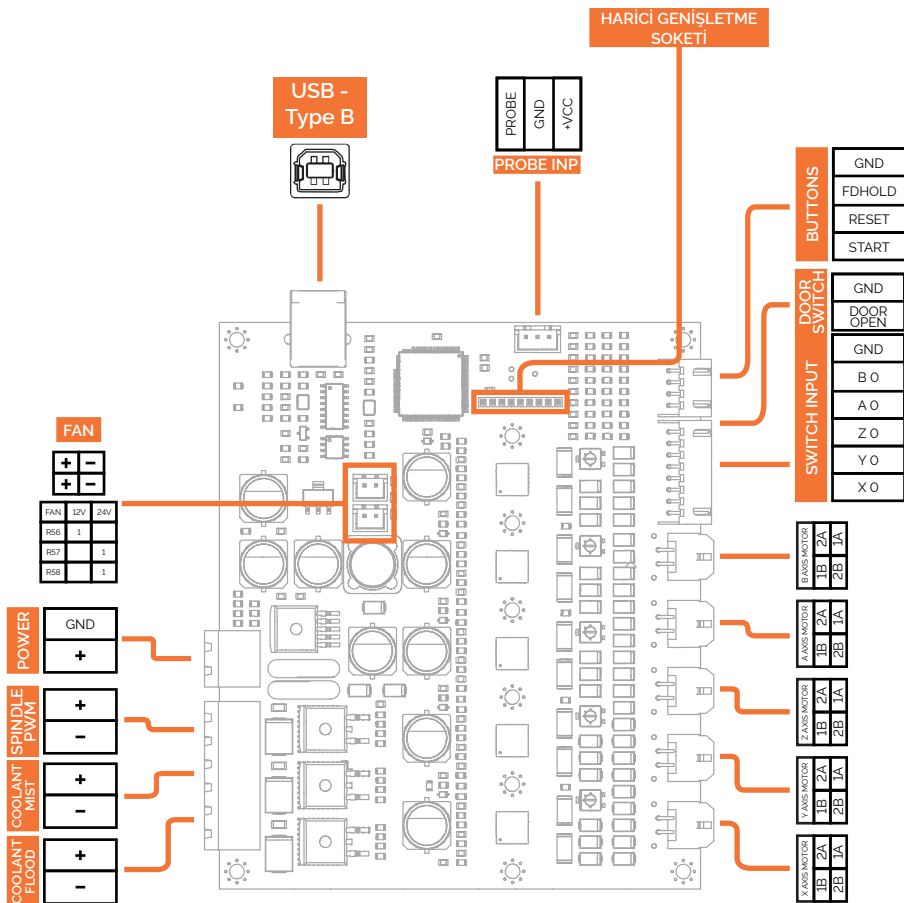 HARİCİ GENİŞLETME
SOKETİ
USB -
Type B
PROBE
GND
+VCC
PROBE INP
BUTTONS
GND
FDHOLD
RESET
START
DOOR
SWITCH
GND
DOOR
OPEN
SWITCH INPUT
GND
B 0
A 0
Z 0
Y 0
X 0
FAN
+ -
+ -
FAN 12V 24V
R56 1
R57 1
R58 1
POWER
GND
+
SPINDLE
PWM
+
-
COOLANT
MIST
+
-
COOLANT
FLOOD
+
-
B AXIS MOTOR
2A 1A
1B 2B
A AXIS MOTOR
2A 1A
1B 2B
Z AXIS MOTOR
2A 1A
1B 2B
Y AXIS MOTOR
2A 1A
1B 2B
X AXIS MOTOR
2A 1A
1B 2B